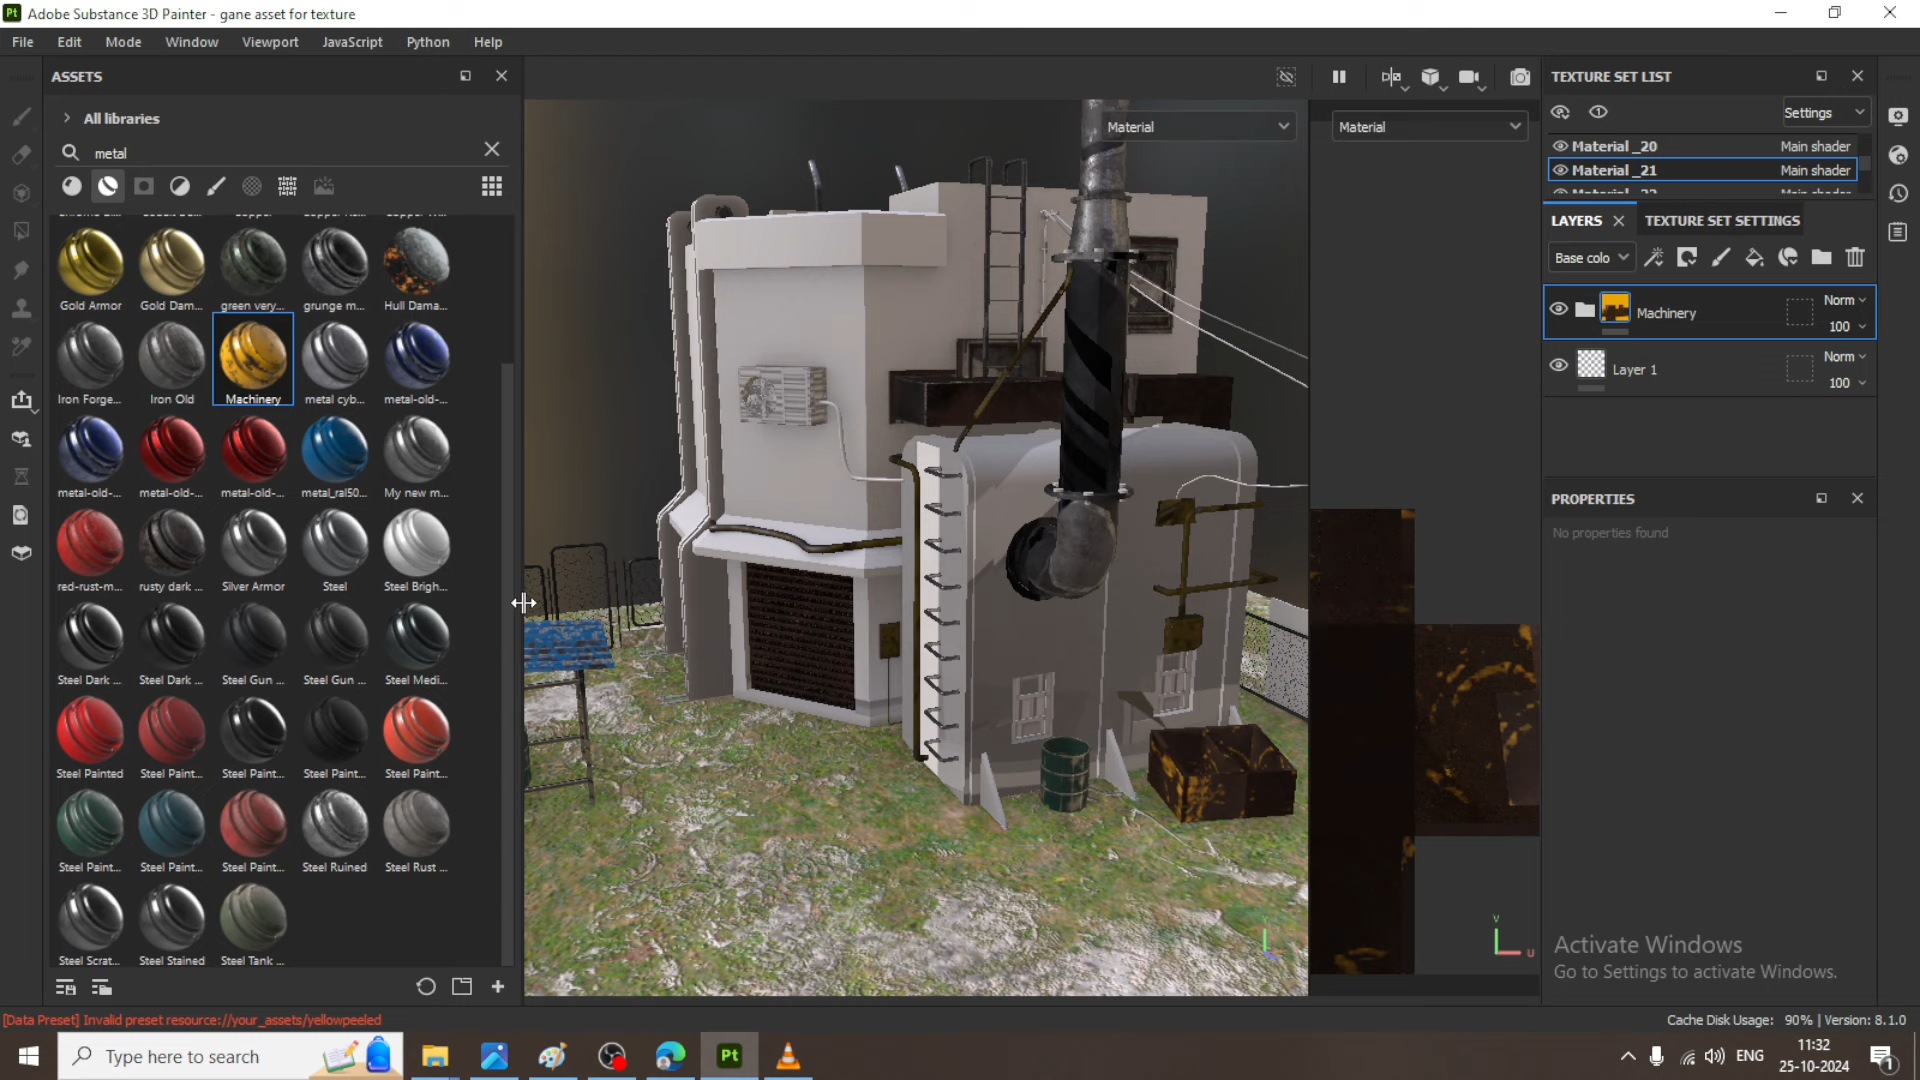 Pt Adobe Substance 3D Painter - gane asset for texture
File Edit Mode Window Viewport JavaScript Python Help
ASSETS
All libraries
metal
Gold Armor Gold Dam... green very... grunge m... Hull Dama...
Iron Forge... Iron Old Machinery metal cyb... metal-old-...
metal-old-... metal-old-... metal-old-... metal_ral50... My new m...
red-rust-m... rusty dark ... Silver Armor Steel Steel Brigh...
Steel Dark ... Steel Dark ... Steel Gun ... Steel Gun ... Steel Medi...
Steel Painted Steel Paint... Steel Paint... Steel Paint... Steel Paint...
Steel Paint... Steel Paint... Steel Paint... Steel Ruined Steel Rust ...
Steel Scrat... Steel Stained Steel Tank ...
Material
Material
TEXTURE SET LIST
Settings
Material _20 Main shader
Material _21 Main shader
LAYERS TEXTURE SET SETTINGS
Base colo
Machinery Norm 100
Layer 1 Norm 100
PROPERTIES
No properties found
V
U
Activate Windows
Go to Settings to activate Windows.
[Data Preset] Invalid preset resource://your_assets/yellowpeeled
Cache Disk Usage: 90% | Version: 8.1.0
Type here to search
Pt
ENG
11:32
25-10-2024
1